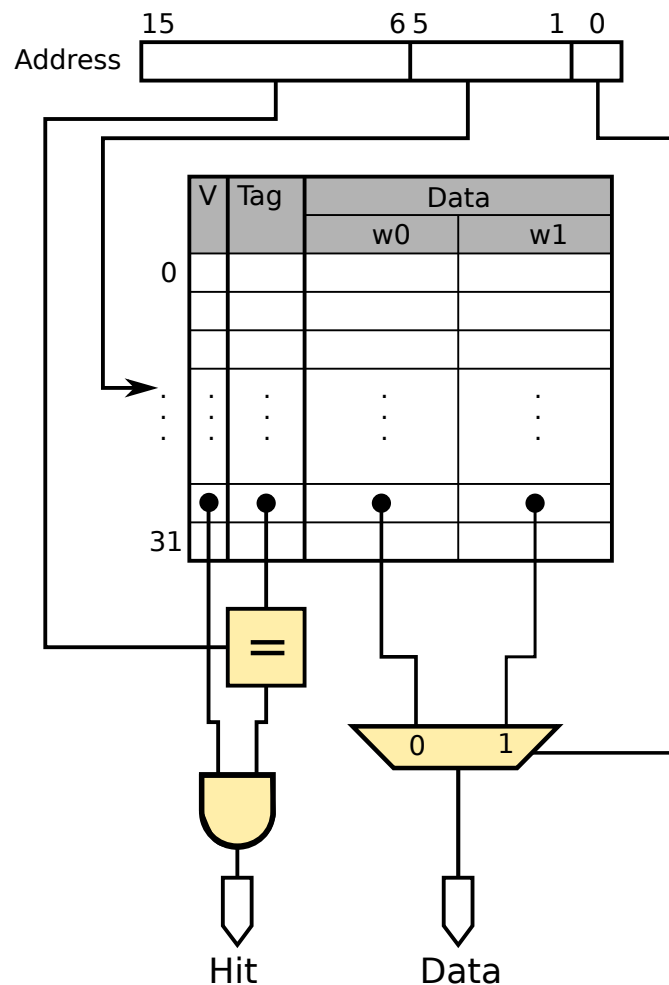 15 6 5 1 0
Address
V Tag Data
w0 w1
0
. . . . .
. . . . .
. . . . .
31
=
0 1
Hit Data